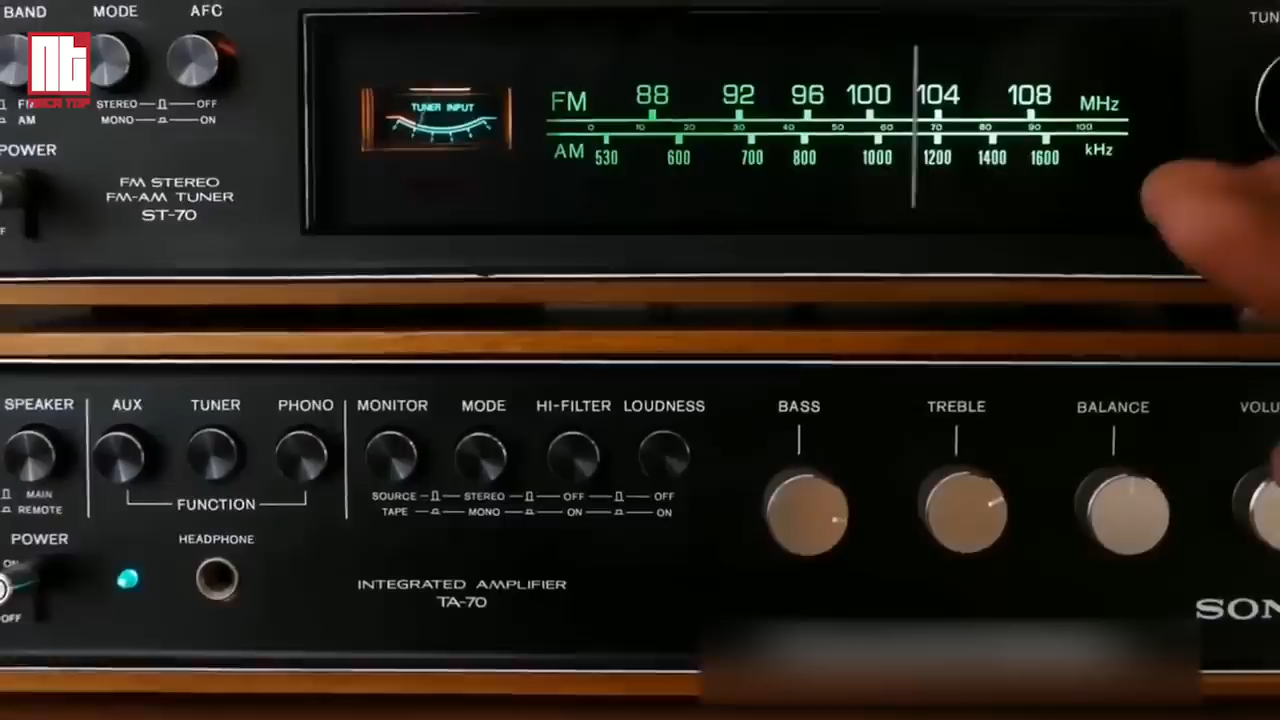 BAND MODE AFC TUN
Nt
FM STEREO OFF
AM MONO ON
POWER
FM STEREO
FM-AM TUNER
ST-70
TUNER INPUT
FM 88 92 96 100 104 108 MHz
0 10 20 30 40 50 60 70 80 90 100
AM 530 600 700 800 1000 1200 1400 1600 kHz
SPEAKER AUX TUNER PHONO MONITOR MODE HI-FILTER LOUDNESS BASS TREBLE BALANCE VOLU
MAIN SOURCE STEREO OFF OFF
REMOTE FUNCTION TAPE MONO ON ON
POWER HEADPHONE
ON
OFF
INTEGRATED AMPLIFIER
TA-70
SON